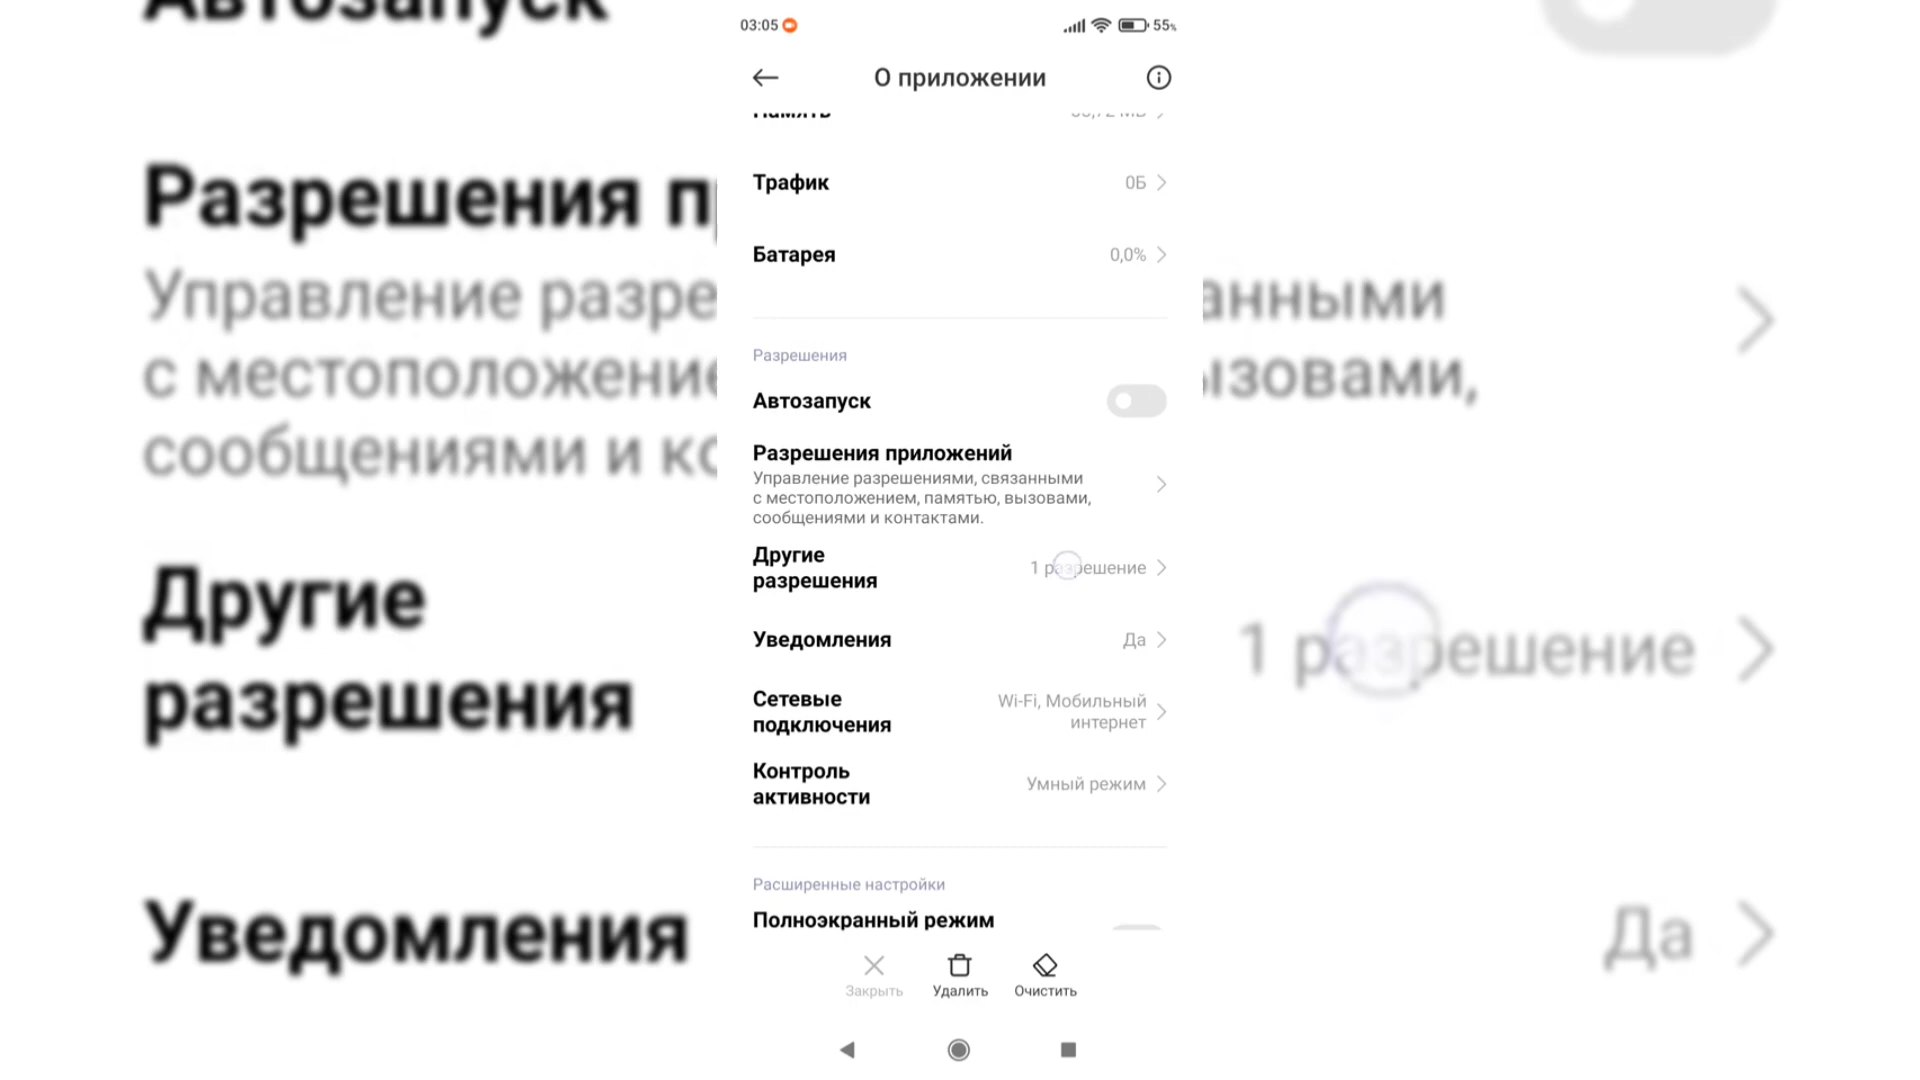 03:05
55%
О приложении
Память
Трафик
0Б
Батарея
0,0%
Разрешения
Автозапуск
Разрешения приложений
Управление разрешениями, связанными
с местоположением, памятью, вызовами,
сообщениями и контактами.
Другие
разрешения
1 разрешение
Уведомления
Да
Сетевые
подключения
Wi-Fi, Мобильный
интернет
Контроль
активности
Умный режим
Расширенные настройки
Полноэкранный режим
Закрыть
Удалить
Очистить
Автозапуск
Разрешения п
Управление разре
анными
с местоположение
ызовами,
сообщениями и ко
Другие
разрешения
1 разрешение
Уведомления
Да